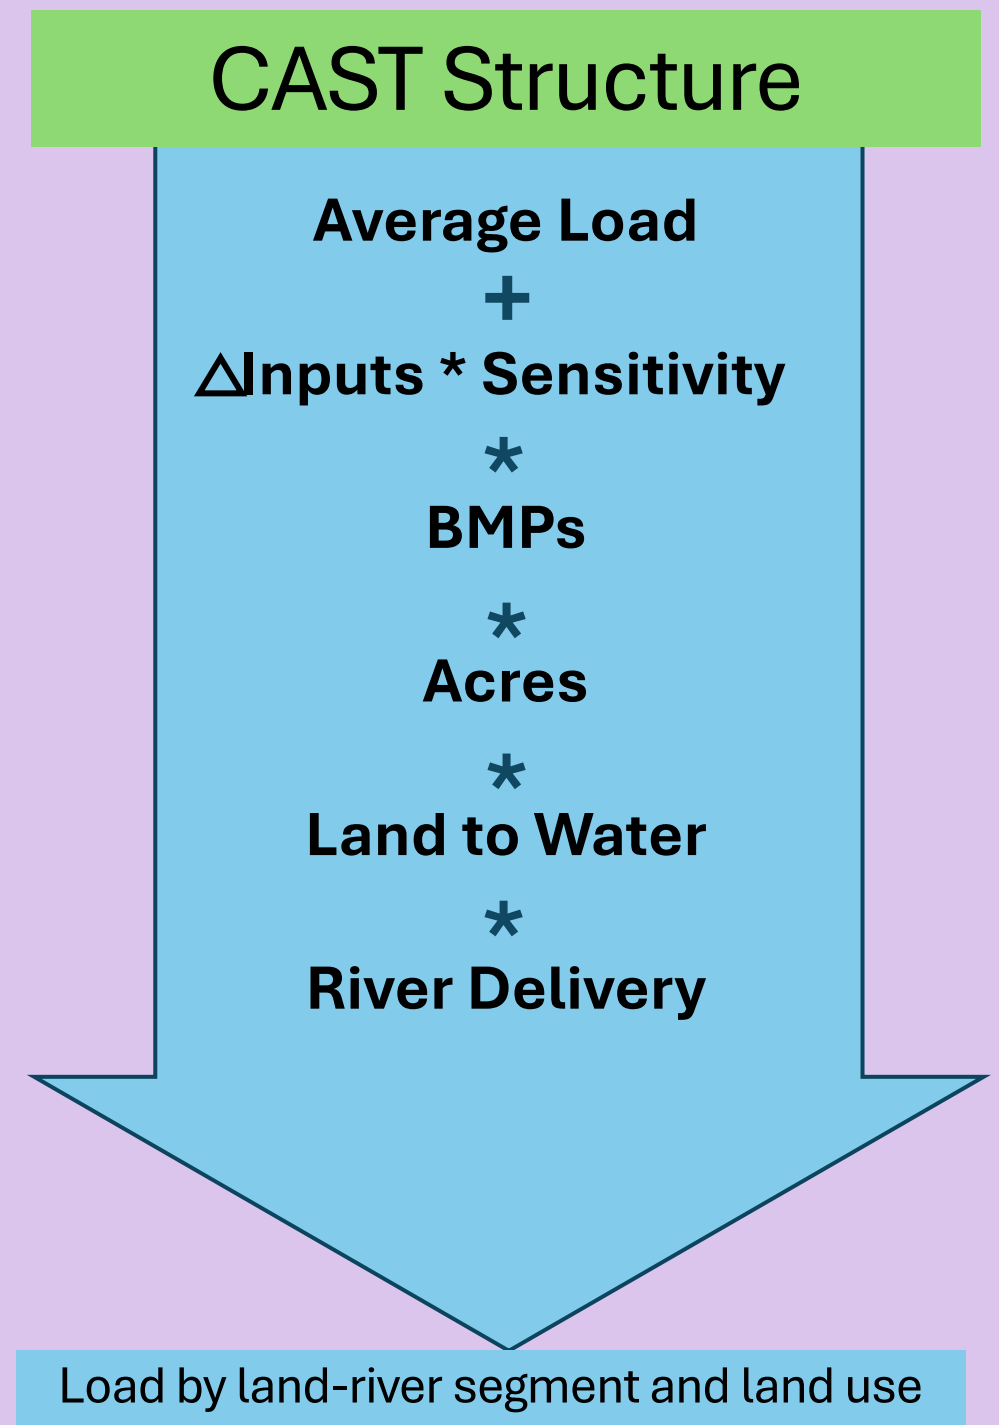 CAST Structure
Average Load
+
△Inputs * Sensitivity
*
BMPs
*
Acres
*
Land to Water
*
River Delivery
Load by land-river segment and land use